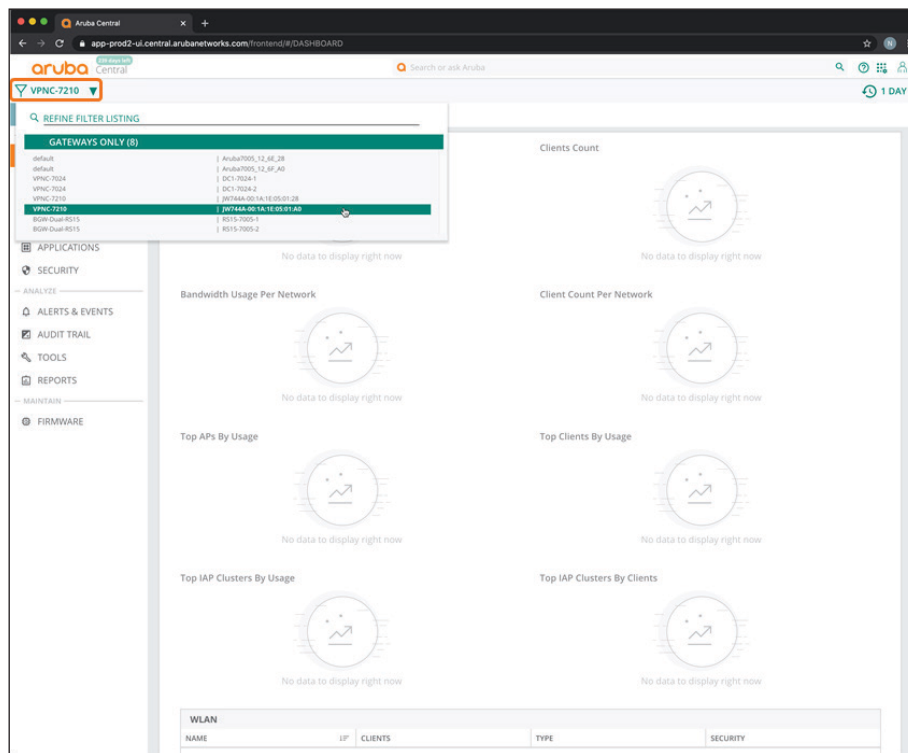 Aruba Central
app-prod2-ui.central.arubanetworks.com/frontend/#/DASHBOARD
N
aruba Central
Search or ask Aruba
VPNC-7210
1 DAY
REFINE FILTER LISTING
GATEWAYS ONLY (8)
default | Aruba7005_12_6E_28
default | Aruba7005_12_6F_A0
VPNC-7024 | DC1-7024-1
VPNC-7024 | DC1-7024-2
VPNC-7210 | JW744A-00:1A:1E:05:01:28
VPNC-7210 | JW744A-00:1A:1E:05:01:A0
BGW-Dual-RS15 | RS15-7005-1
BGW-Dual-RS15 | RS15-7005-2
Clients Count
No data to display right now
No data to display right now
APPLICATIONS
SECURITY
ANALYZE
ALERTS & EVENTS
AUDIT TRAIL
TOOLS
REPORTS
MAINTAIN
FIRMWARE
Bandwidth Usage Per Network
Client Count Per Network
No data to display right now
No data to display right now
Top APs By Usage
Top Clients By Usage
No data to display right now
No data to display right now
Top IAP Clusters By Usage
Top IAP Clusters By Clients
No data to display right now
No data to display right now
WLAN
NAME CLIENTS TYPE SECURITY